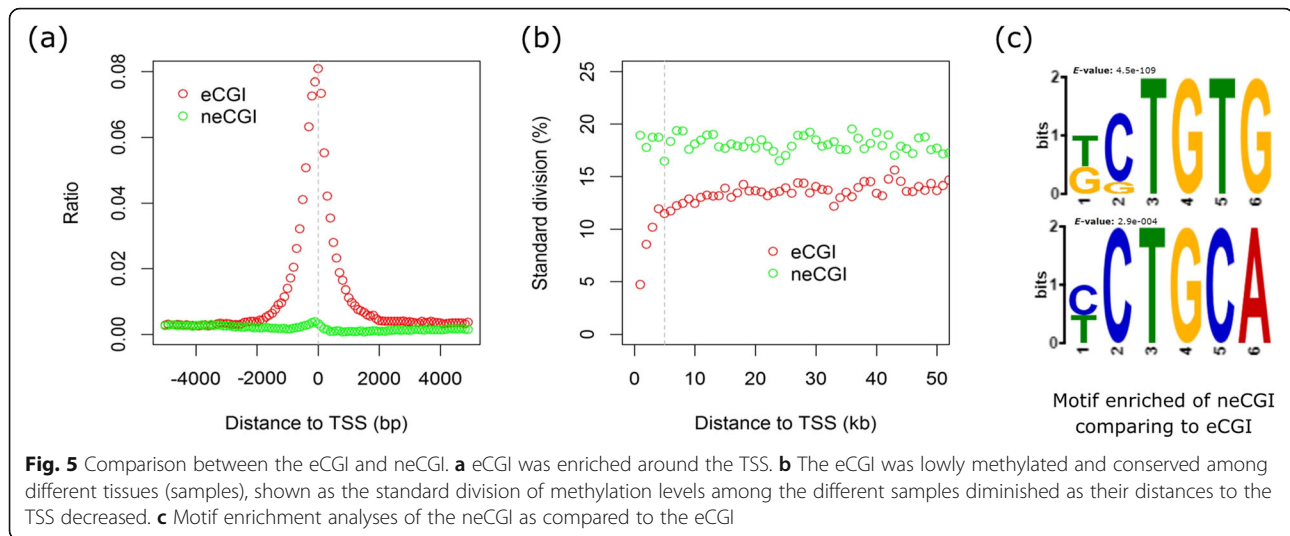 (a)
eCGI
neCGI
Ratio
0.00 0.02 0.04 0.06 0.08
-4000 -2000 0 2000 4000
Distance to TSS (bp)
(b)
Standard division (%)
0 5 10 15 20 25
eCGI
neCGI
0 10 20 30 40 50
Distance to TSS (kb)
(c)
E-value: 4.5e-109
bits
2
1
0
T C T G T G
G G
1 2 3 4 5 6
E-value: 2.9e-004
bits
2
1
0
C C T G C A
T
1 2 3 4 5 6
Motif enriched of neCGI
comparing to eCGI
Fig. 5 Comparison between the eCGI and neCGI. a eCGI was enriched around the TSS. b The eCGI was lowly methylated and conserved among
different tissues (samples), shown as the standard division of methylation levels among the different samples diminished as their distances to the
TSS decreased. c Motif enrichment analyses of the neCGI as compared to the eCGI